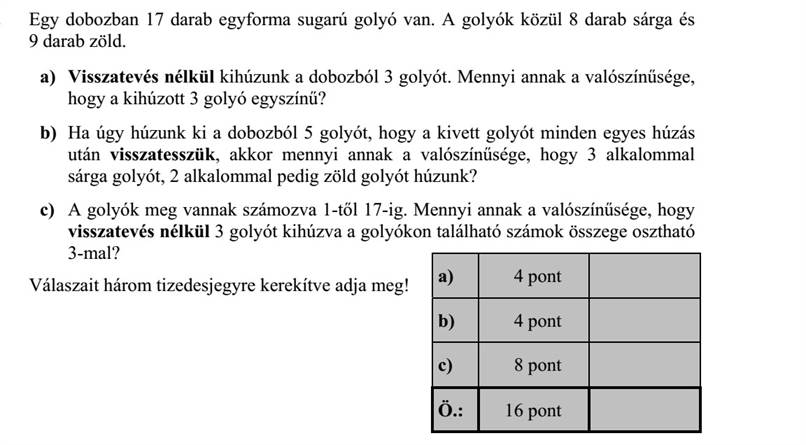 Egy dobozban 17 darab egyforma sugarú golyó van. A golyók közül 8 darab sárga és
9 darab zöld.
a) Visszatevés nélkül kihúzunk a dobozból 3 golyót. Mennyi annak a valószínűsége,
hogy a kihúzott 3 golyó egyszínű?
b) Ha úgy húzunk ki a dobozból 5 golyót, hogy a kivett golyót minden egyes húzás
után visszatesszük, akkor mennyi annak a valószínűsége, hogy 3 alkalommal
sárga golyót, 2 alkalommal pedig zöld golyót húzunk?
c) A golyók meg vannak számozva 1-től 17-ig. Mennyi annak a valószínűsége, hogy
visszatevés nélkül 3 golyót kihúzva a golyókon található számok összege osztható
3-mal?
Válaszait három tizedesjegyre kerekítve adja meg!
a) 4 pont
b) 4 pont
c) 8 pont
Ö.: 16 pont